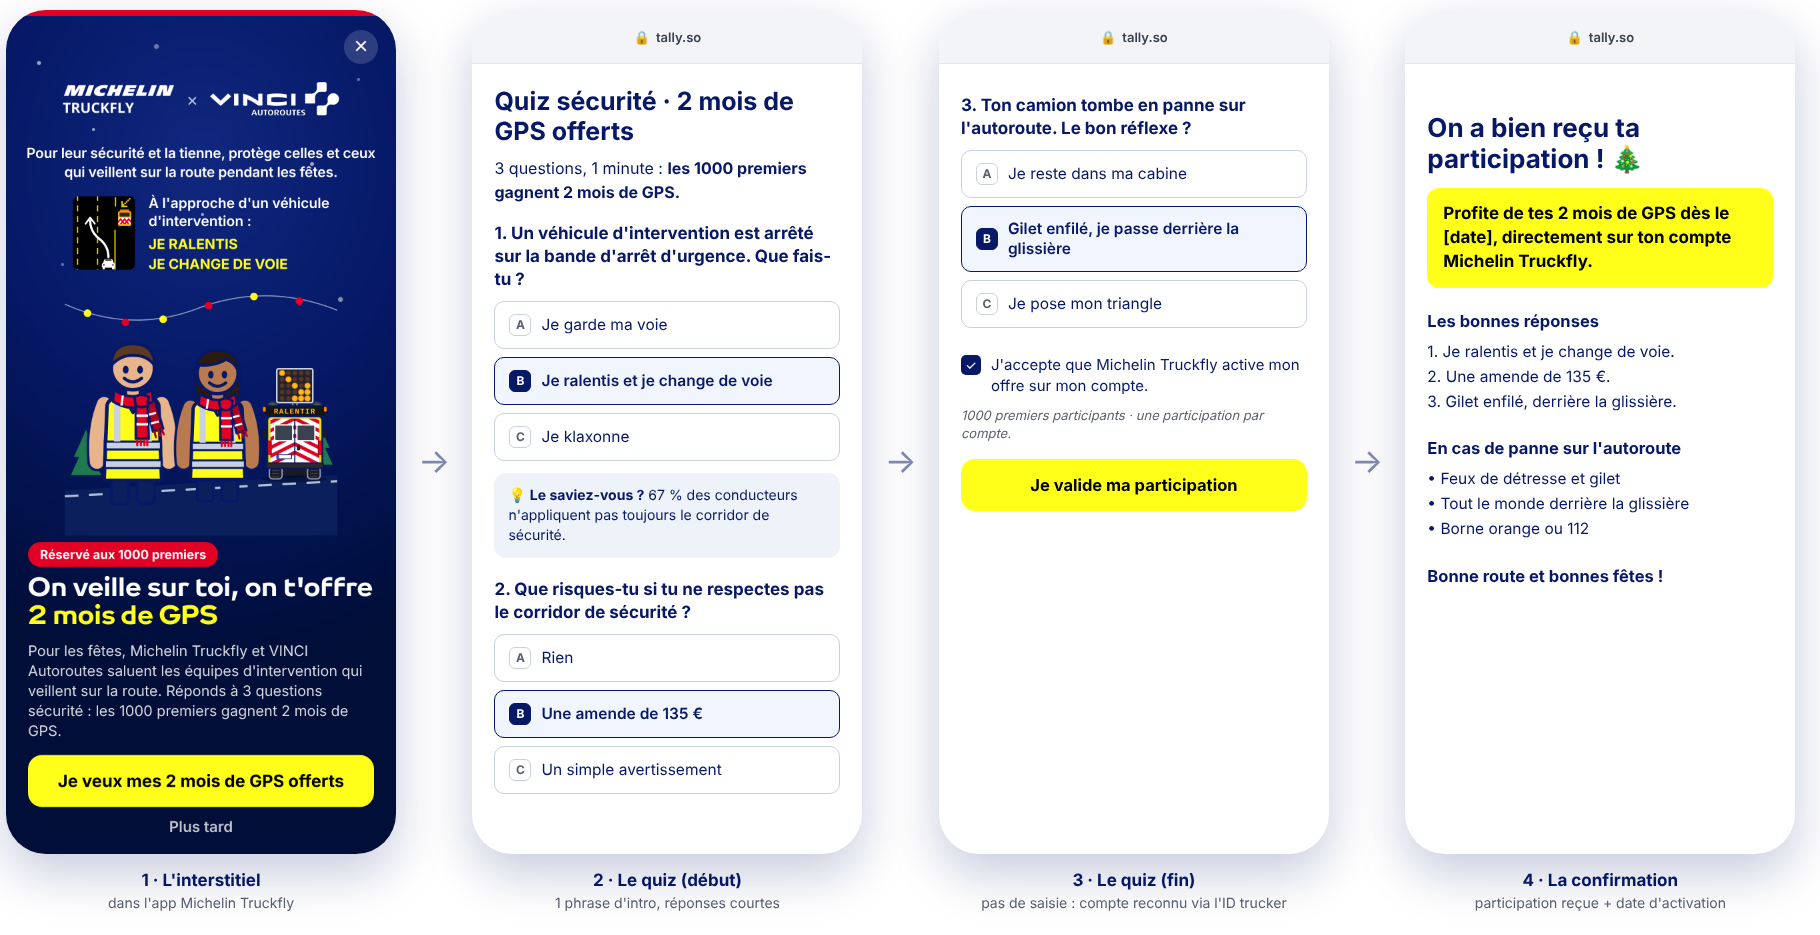 ✕
MICHELIN
TRUCKFLY
×
VINCI
AUTOROUTES
Pour leur sécurité et la tienne, protège celles et ceux
qui veillent sur la route pendant les fêtes.
À l'approche d'un véhicule
d'intervention :
JE RALENTIS
JE CHANGE DE VOIE
RALENTIR
Réservé aux 1000 premiers
On veille sur toi, on t'offre
2 mois de GPS
Pour les fêtes, Michelin Truckfly et VINCI
Autoroutes saluent les équipes d'intervention qui
veillent sur la route. Réponds à 3 questions
sécurité : les 1000 premiers gagnent 2 mois de
GPS.
Je veux mes 2 mois de GPS offerts
Plus tard
1 · L'interstitiel
dans l'app Michelin Truckfly
→
🔒 tally.so
Quiz sécurité · 2 mois de
GPS offerts
3 questions, 1 minute : les 1000 premiers
gagnent 2 mois de GPS.
1. Un véhicule d'intervention est arrêté
sur la bande d'arrêt d'urgence. Que fais-
tu ?
A Je garde ma voie
B Je ralentis et je change de voie
C Je klaxonne
💡 Le saviez-vous ? 67 % des conducteurs
n'appliquent pas toujours le corridor de
sécurité.
2. Que risques-tu si tu ne respectes pas
le corridor de sécurité ?
A Rien
B Une amende de 135 €
C Un simple avertissement
2 · Le quiz (début)
1 phrase d'intro, réponses courtes
→
🔒 tally.so
3. Ton camion tombe en panne sur
l'autoroute. Le bon réflexe ?
A Je reste dans ma cabine
B Gilet enfilé, je passe derrière la
glissière
C Je pose mon triangle
J'accepte que Michelin Truckfly active mon
offre sur mon compte.
1000 premiers participants · une participation par
compte.
Je valide ma participation
3 · Le quiz (fin)
pas de saisie : compte reconnu via l'ID trucker
→
🔒 tally.so
On a bien reçu ta
participation ! 🎄
Profite de tes 2 mois de GPS dès le
[date], directement sur ton compte
Michelin Truckfly.
Les bonnes réponses
1. Je ralentis et je change de voie.
2. Une amende de 135 €.
3. Gilet enfilé, derrière la glissière.
En cas de panne sur l'autoroute
• Feux de détresse et gilet
• Tout le monde derrière la glissière
• Borne orange ou 112
Bonne route et bonnes fêtes !
4 · La confirmation
participation reçue + date d'activation